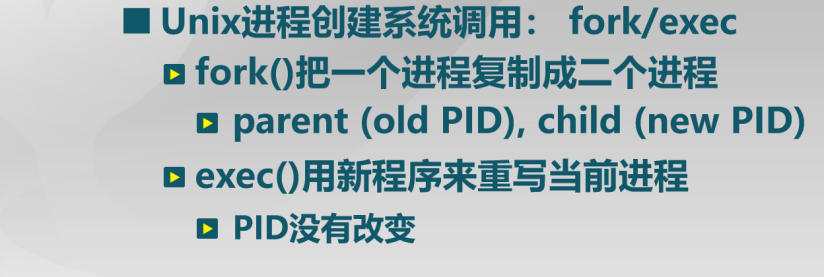 Unix进程创建系统调用： fork/exec
fork()把一个进程复制成二个进程
parent (old PID), child (new PID)
exec()用新程序来重写当前进程
PID没有改变